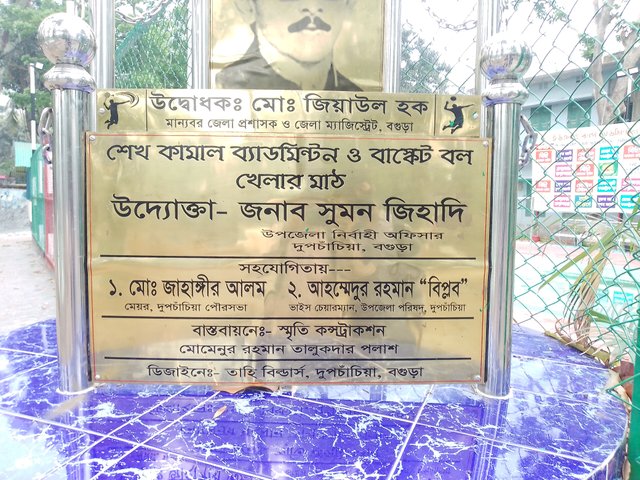 উদ্বোধকঃ মোঃ জিয়াউল হক
মান্যবর জেলা প্রশাসক ও জেলা ম্যাজিস্ট্রেট, বগুড়া
শেখ কামাল ব্যাডমিন্টন ও বাস্কেট বল
খেলার মাঠ
উদ্যোক্তা- জনাব সুমন জিহাদি
উপজেলা নির্বাহী অফিসার
দুপচাঁচিয়া, বগুড়া
সহযোগিতায়---
১. মোঃ জাহাঙ্গীর আলম ২. আহম্মেদুর রহমান “বিপ্লব”
মেয়র, দুপচাঁচিয়া পৌরসভা ভাইস চেয়ারম্যান, উপজেলা পরিষদ, দুপচাঁচিয়া
বাস্তবায়নেঃ- স্মৃতি কন্সট্রাকশন
মোমেনুর রহমান তালুকদার পলাশ
ডিজাইনেঃ- তাহি বিল্ডার্স, দুপচাঁচিয়া, বগুড়া